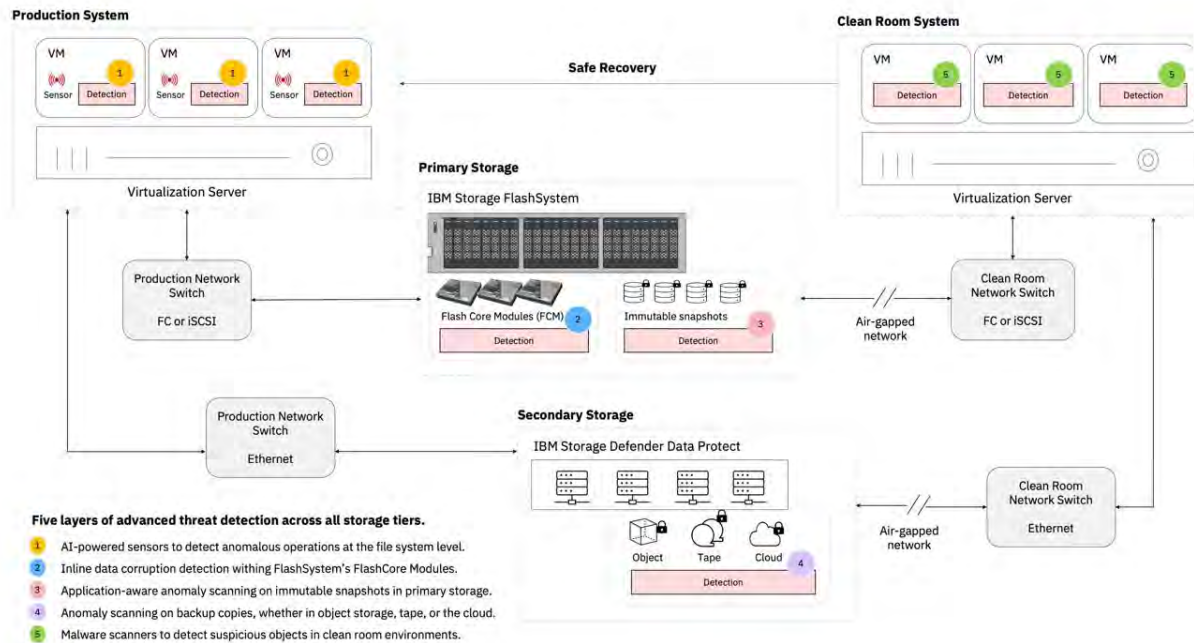 Production System
Clean Room System
VM
VM
VM
1
1
1
Sensor
Detection
Sensor
Detection
Sensor
Detection
Safe Recovery
VM
VM
VM
5
5
5
Detection
Detection
Detection
Virtualization Server
Virtualization Server
Primary Storage
IBM Storage FlashSystem
Production Network
Switch
FC or iSCSI
Flash Core Modules (FCM)
2
Detection
Immutable snapshots
3
Detection
Air-gapped
network
Clean Room
Network Switch
FC or iSCSI
Production Network
Switch
Ethernet
Secondary Storage
IBM Storage Defender Data Protect
Object
Tape
Cloud
4
Detection
Air-gapped
network
Clean Room
Network Switch
Ethernet
Five layers of advanced threat detection across all storage tiers.
1 AI-powered sensors to detect anomalous operations at the file system level.
2 Inline data corruption detection withing FlashSystem's FlashCore Modules.
3 Application-aware anomaly scanning on immutable snapshots in primary storage.
4 Anomaly scanning on backup copies, whether in object storage, tape, or the cloud.
5 Malware scanners to detect suspicious objects in clean room environments.